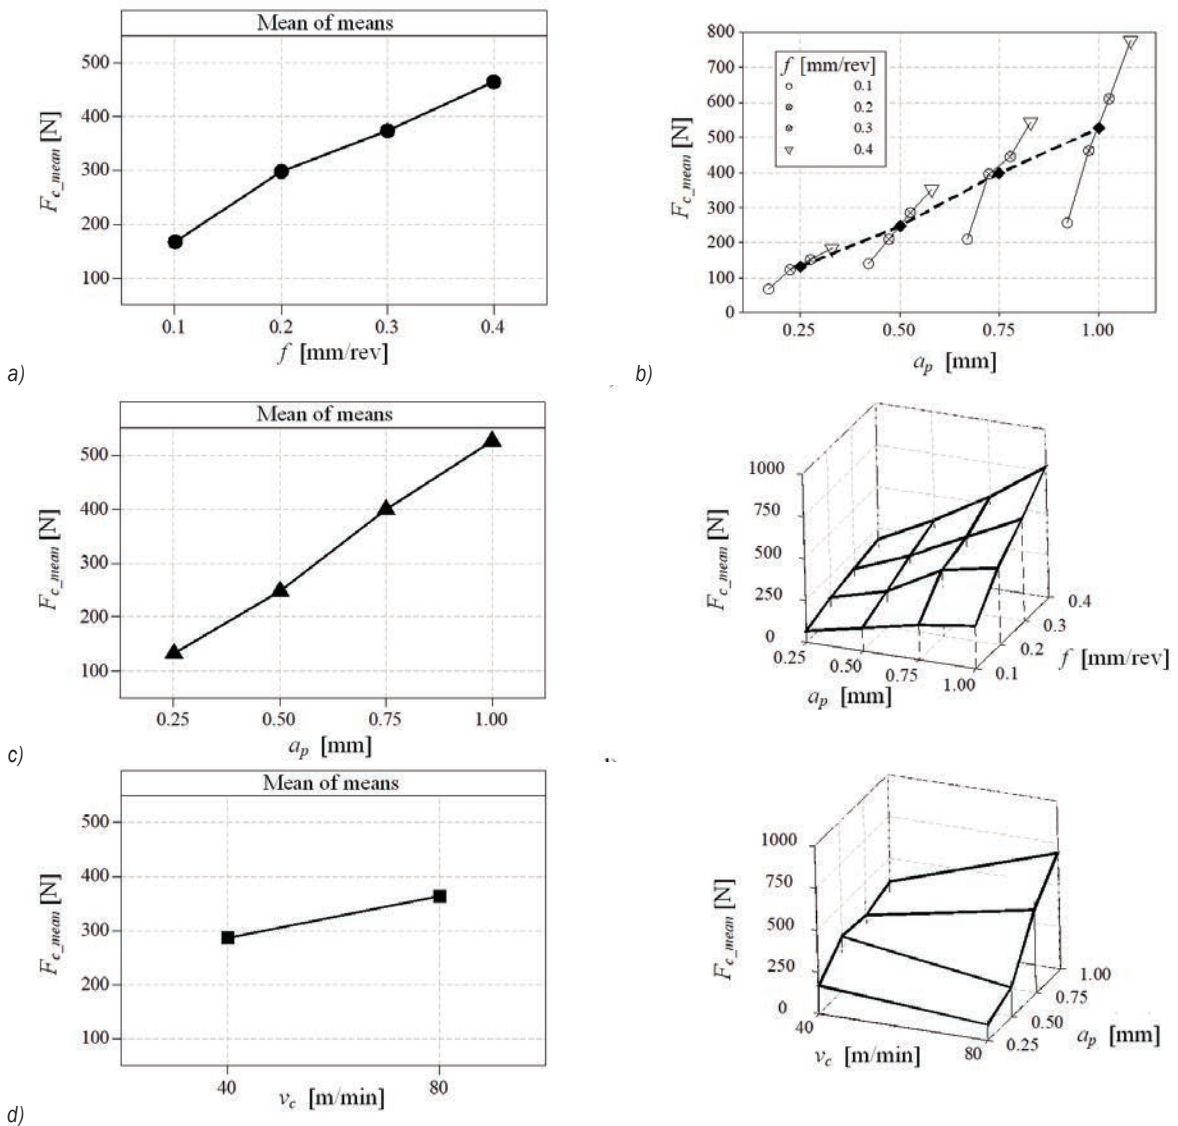 Mean of means
500
400
300
200
100
F_c_mean [N]
0.1 0.2 0.3 0.4
f [mm/rev]
a)
800
700
600
500
400
300
200
100
0
F_c_mean [N]
f [mm/rev]
0.1
0.2
0.3
0.4
0.25 0.50 0.75 1.00
a_p [mm]
b)
Mean of means
500
400
300
200
100
F_c_mean [N]
0.25 0.50 0.75 1.00
a_p [mm]
c)
1000
750
500
250
0
F_c_mean [N]
0.25 0.50 0.75 1.00
a_p [mm]
0.1 0.2 0.3 0.4
f [mm/rev]
Mean of means
500
400
300
200
100
F_c_mean [N]
40 80
v_c [m/min]
d)
1000
750
500
250
0
F_c_mean [N]
40 80
v_c [m/min]
0.25 0.50 0.75 1.00
a_p [mm]